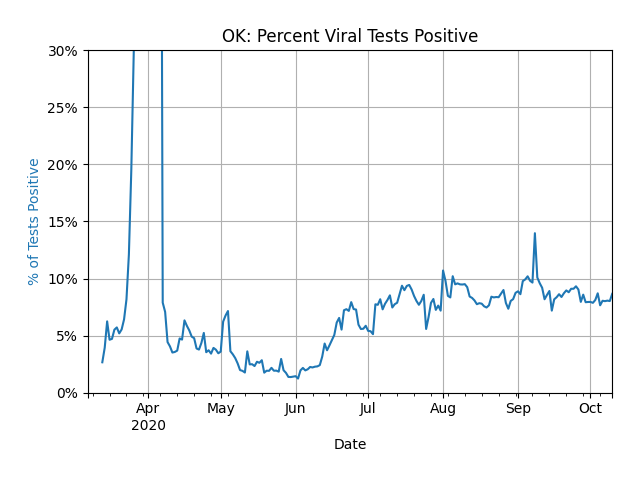 OK: Percent Viral Tests Positive
30%
25%
20%
15%
10%
5%
0%
% of Tests Positive
Apr
2020
May
Jun
Jul
Aug
Sep
Oct
Date